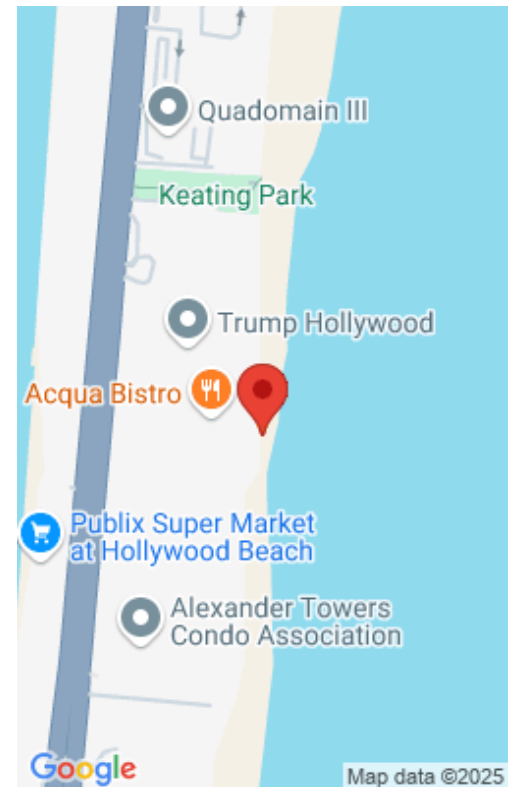 Quadomain III
Keating Park
Trump Hollywood
Acqua Bistro
Publix Super Market
at Hollywood Beach
Alexander Towers
Condo Association
Google
Map data ©2025